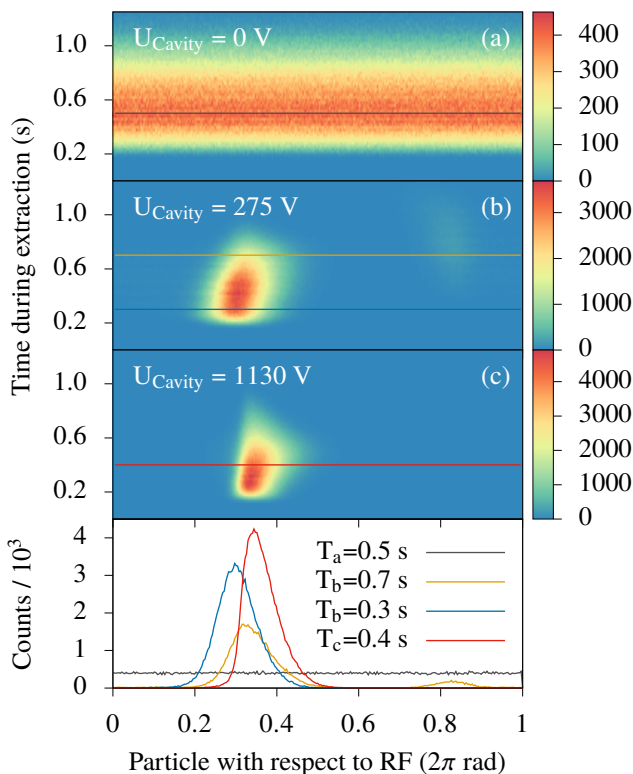 U_Cavity = 0 V (a)
1.0
0.6
0.2
400
300
200
100
0
U_Cavity = 275 V (b)
1.0
0.6
0.2
3000
2000
1000
0
U_Cavity = 1130 V (c)
1.0
0.6
0.2
4000
3000
2000
1000
0
Time during extraction (s)
Counts / 10³
4
3
2
1
0
T_a=0.5 s
T_b=0.7 s
T_b=0.3 s
T_c=0.4 s
0 0.2 0.4 0.6 0.8 1
Particle with respect to RF (2π rad)